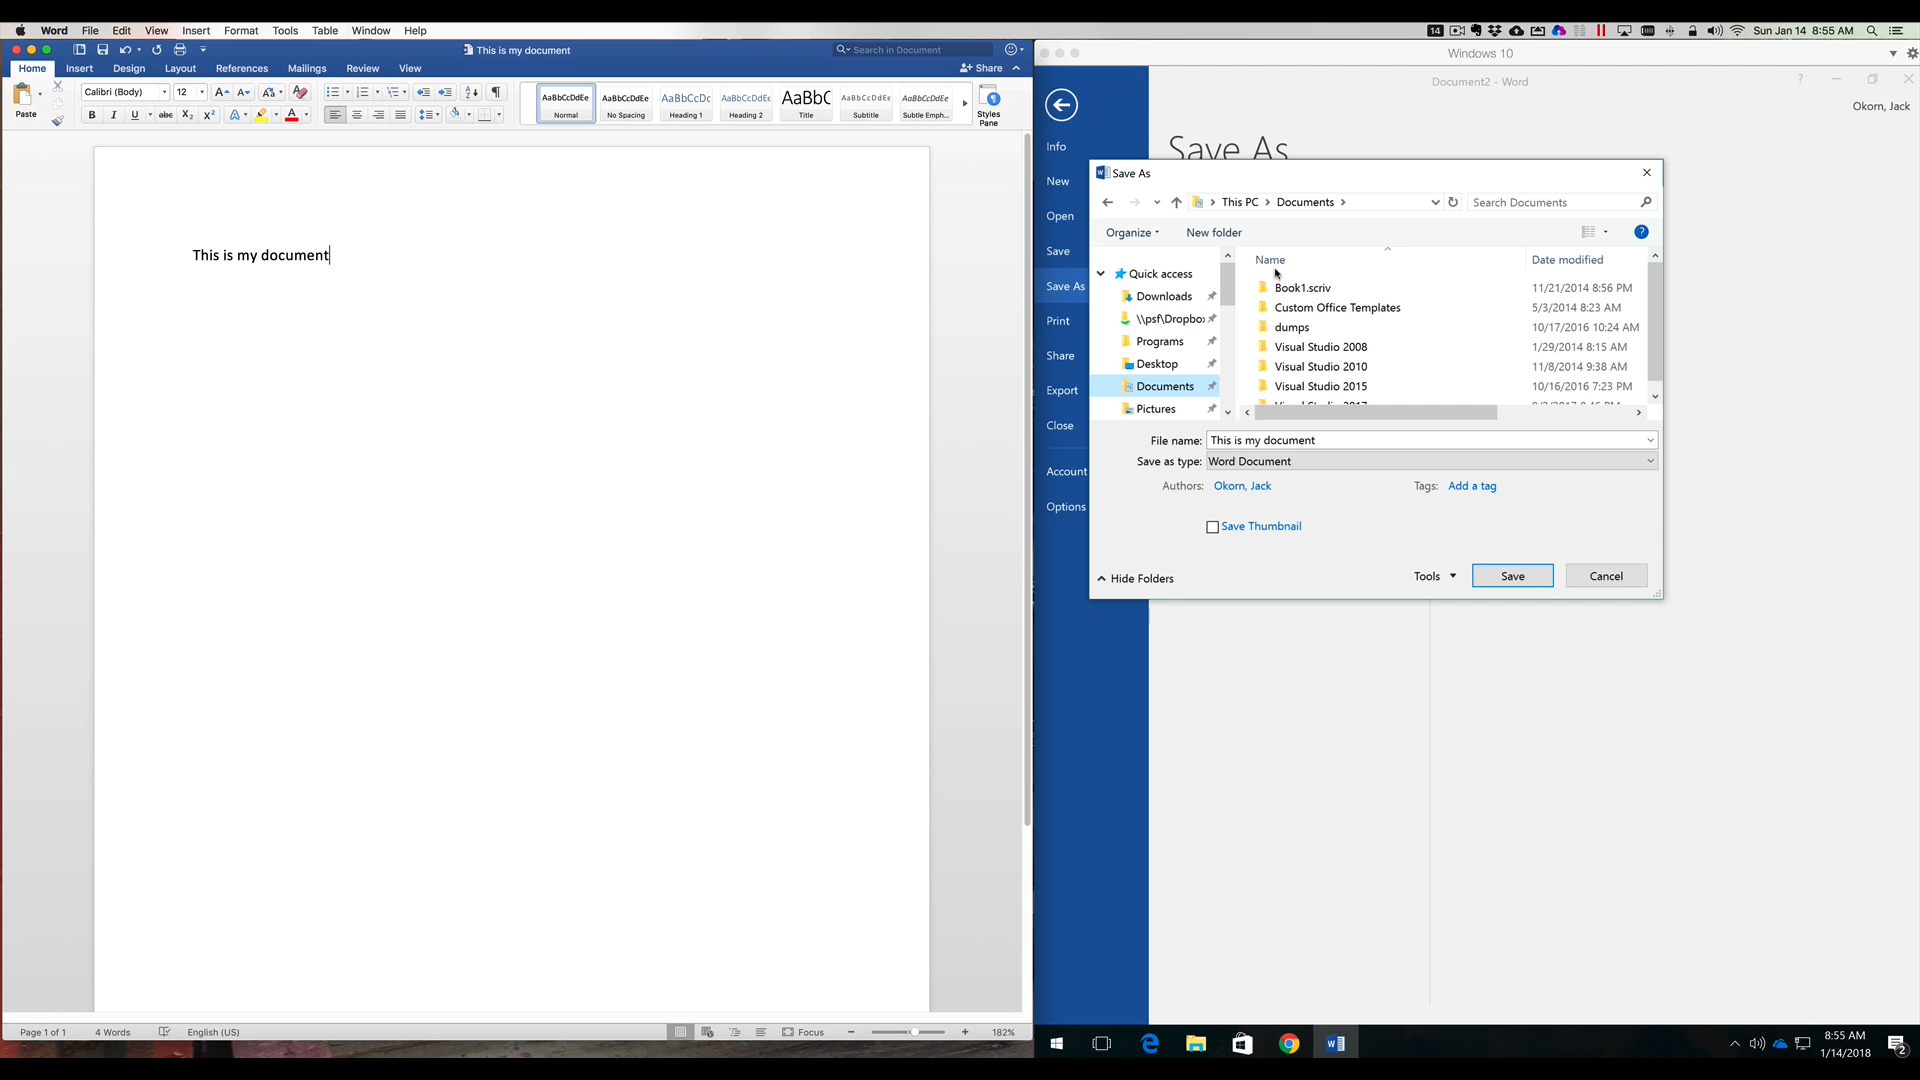 Word File Edit View Insert Format Tools Table Window Help
14 Sun Jan 14 8:55 AM
This is my document
Search in Document
Home Insert Design Layout References Mailings Review View
Share
Paste
Calibri (Body) 12
B I U abc X2 X2 A A
AaBbCcDdEe AaBbCcDdEe AaBbCcDc AaBbCcDdEe AaBbC AaBbCcDdEe AaBbCcDdEe
Normal No Spacing Heading 1 Heading 2 Title Subtitle Subtle Emph...
Styles
Pane
This is my document
Page 1 of 1 4 Words English (US) Focus 182%
Windows 10
Document2 - Word
?
Okorn, Jack
Save As
Info
New
Open
Save
Save As
Print
Share
Export
Close
Account
Options
Save As
This PC > Documents >
Search Documents
Organize New folder
?
Quick access
Downloads
\\psf\Dropbo
Programs
Desktop
Documents
Pictures
Name Date modified
Book1.scriv 11/21/2014 8:56 PM
Custom Office Templates 5/3/2014 8:23 AM
dumps 10/17/2016 10:24 AM
Visual Studio 2008 1/29/2014 8:15 AM
Visual Studio 2010 11/8/2014 9:38 AM
Visual Studio 2015 10/16/2016 7:23 PM
Visual Studio 2017
File name: This is my document
Save as type: Word Document
Authors: Okorn, Jack Tags: Add a tag
Save Thumbnail
Hide Folders
Tools Save Cancel
8:55 AM
1/14/2018
2